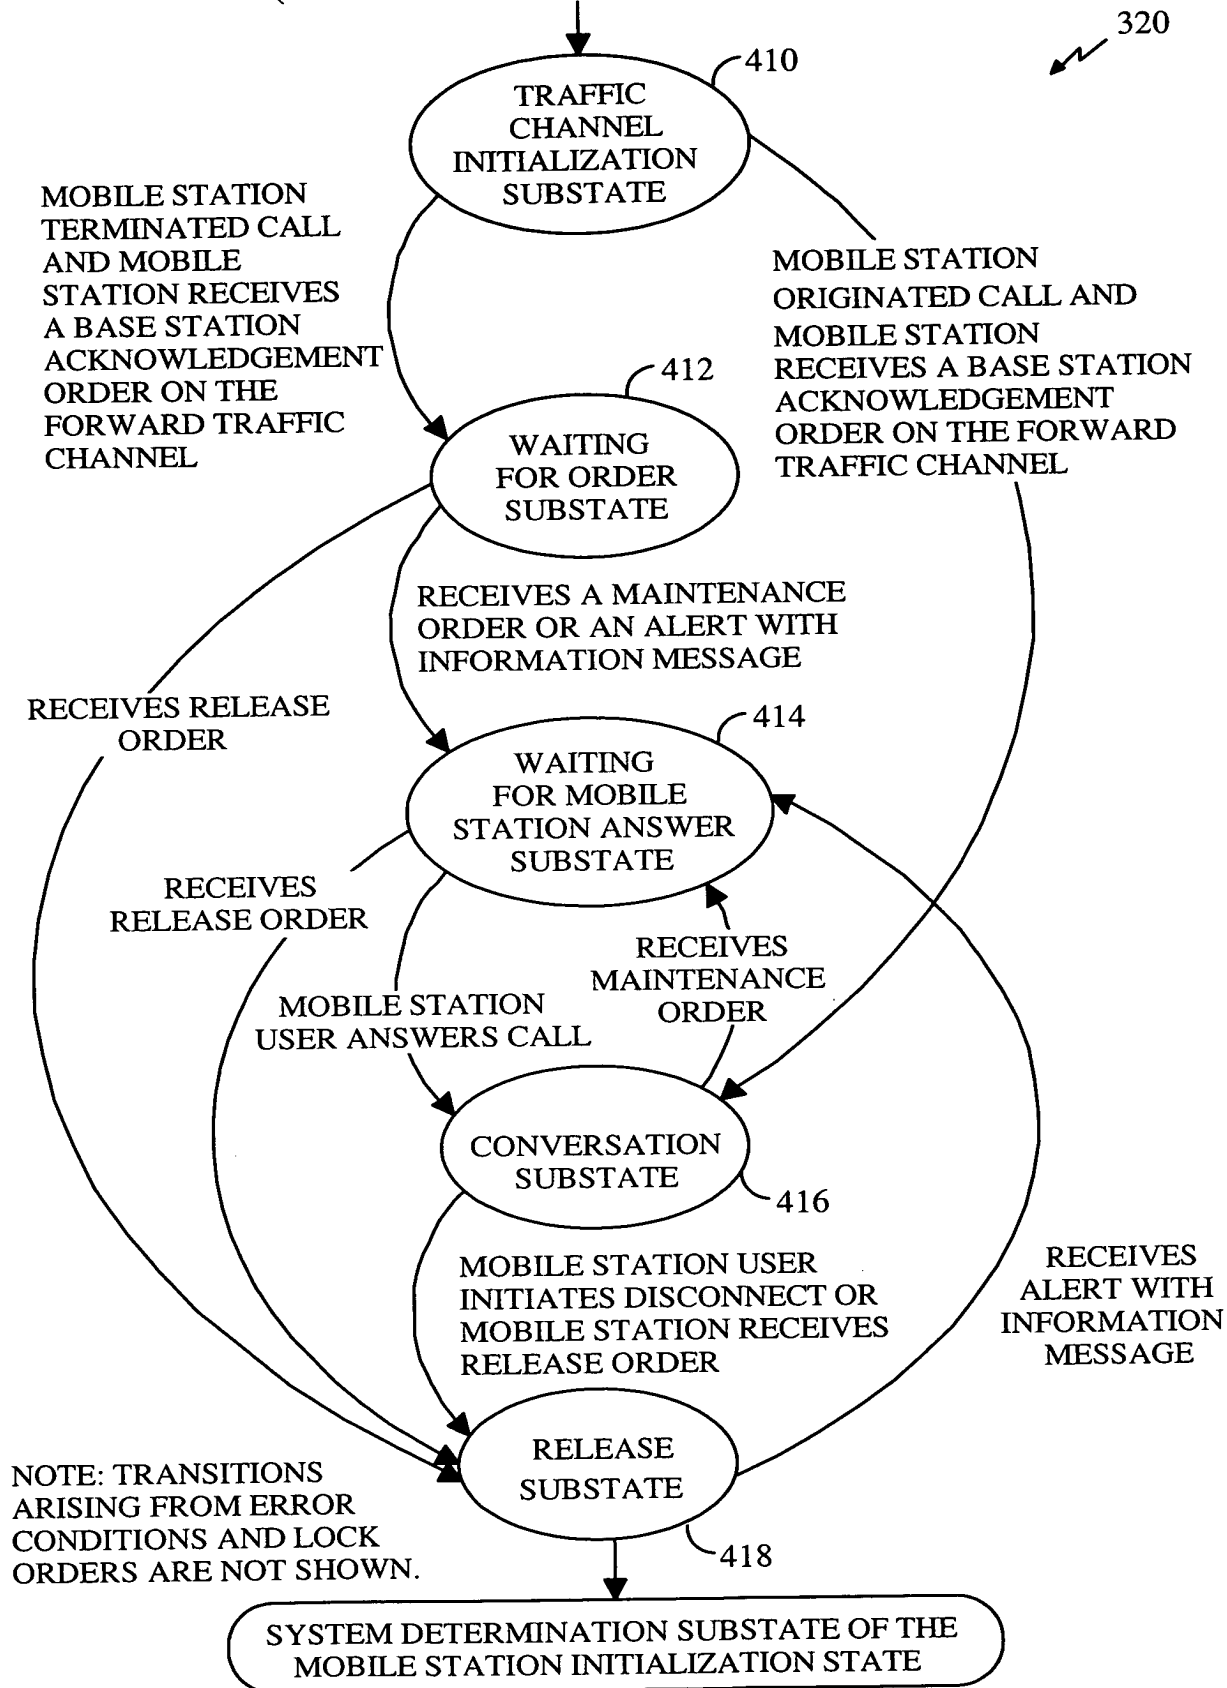 320
410
TRAFFIC
CHANNEL
INITIALIZATION
SUBSTATE
MOBILE STATION
TERMINATED CALL
AND MOBILE
STATION RECEIVES
A BASE STATION
ACKNOWLEDGEMENT
ORDER ON THE
FORWARD TRAFFIC
CHANNEL
MOBILE STATION
ORIGINATED CALL AND
MOBILE STATION
RECEIVES A BASE STATION
ACKNOWLEDGEMENT
ORDER ON THE FORWARD
TRAFFIC CHANNEL
412
WAITING
FOR ORDER
SUBSTATE
RECEIVES A MAINTENANCE
ORDER OR AN ALERT WITH
INFORMATION MESSAGE
RECEIVES RELEASE
ORDER
414
WAITING
FOR MOBILE
STATION ANSWER
SUBSTATE
RECEIVES
RELEASE ORDER
RECEIVES
MAINTENANCE
ORDER
MOBILE STATION
USER ANSWERS CALL
CONVERSATION
SUBSTATE
416
MOBILE STATION USER
INITIATES DISCONNECT OR
MOBILE STATION RECEIVES
RELEASE ORDER
RECEIVES
ALERT WITH
INFORMATION
MESSAGE
RELEASE
SUBSTATE
418
NOTE: TRANSITIONS
ARISING FROM ERROR
CONDITIONS AND LOCK
ORDERS ARE NOT SHOWN.
SYSTEM DETERMINATION SUBSTATE OF THE
MOBILE STATION INITIALIZATION STATE